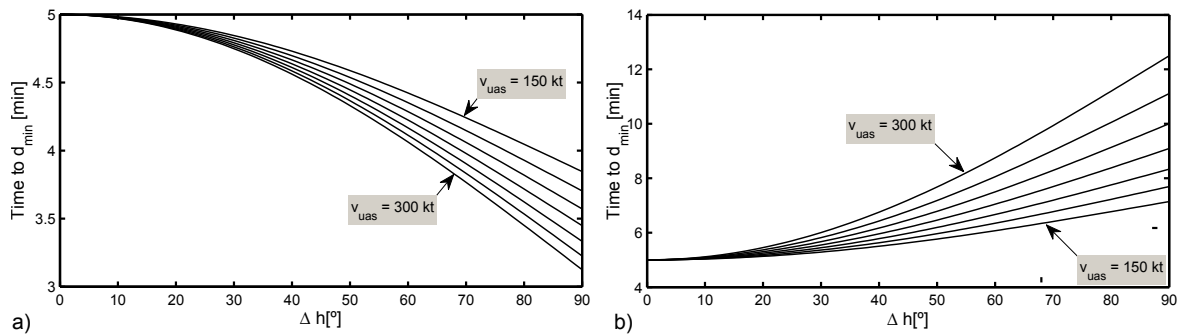 5
4.5
4
3.5
3
Time to d_min [min]
v_uas = 150 kt
v_uas = 300 kt
0 10 20 30 40 50 60 70 80 90
Δ h[º]
a)
14
12
10
8
6
4
Time to d_min [min]
v_uas = 300 kt
v_uas = 150 kt
0 10 20 30 40 50 60 70 80 90
Δ h[º]
b)